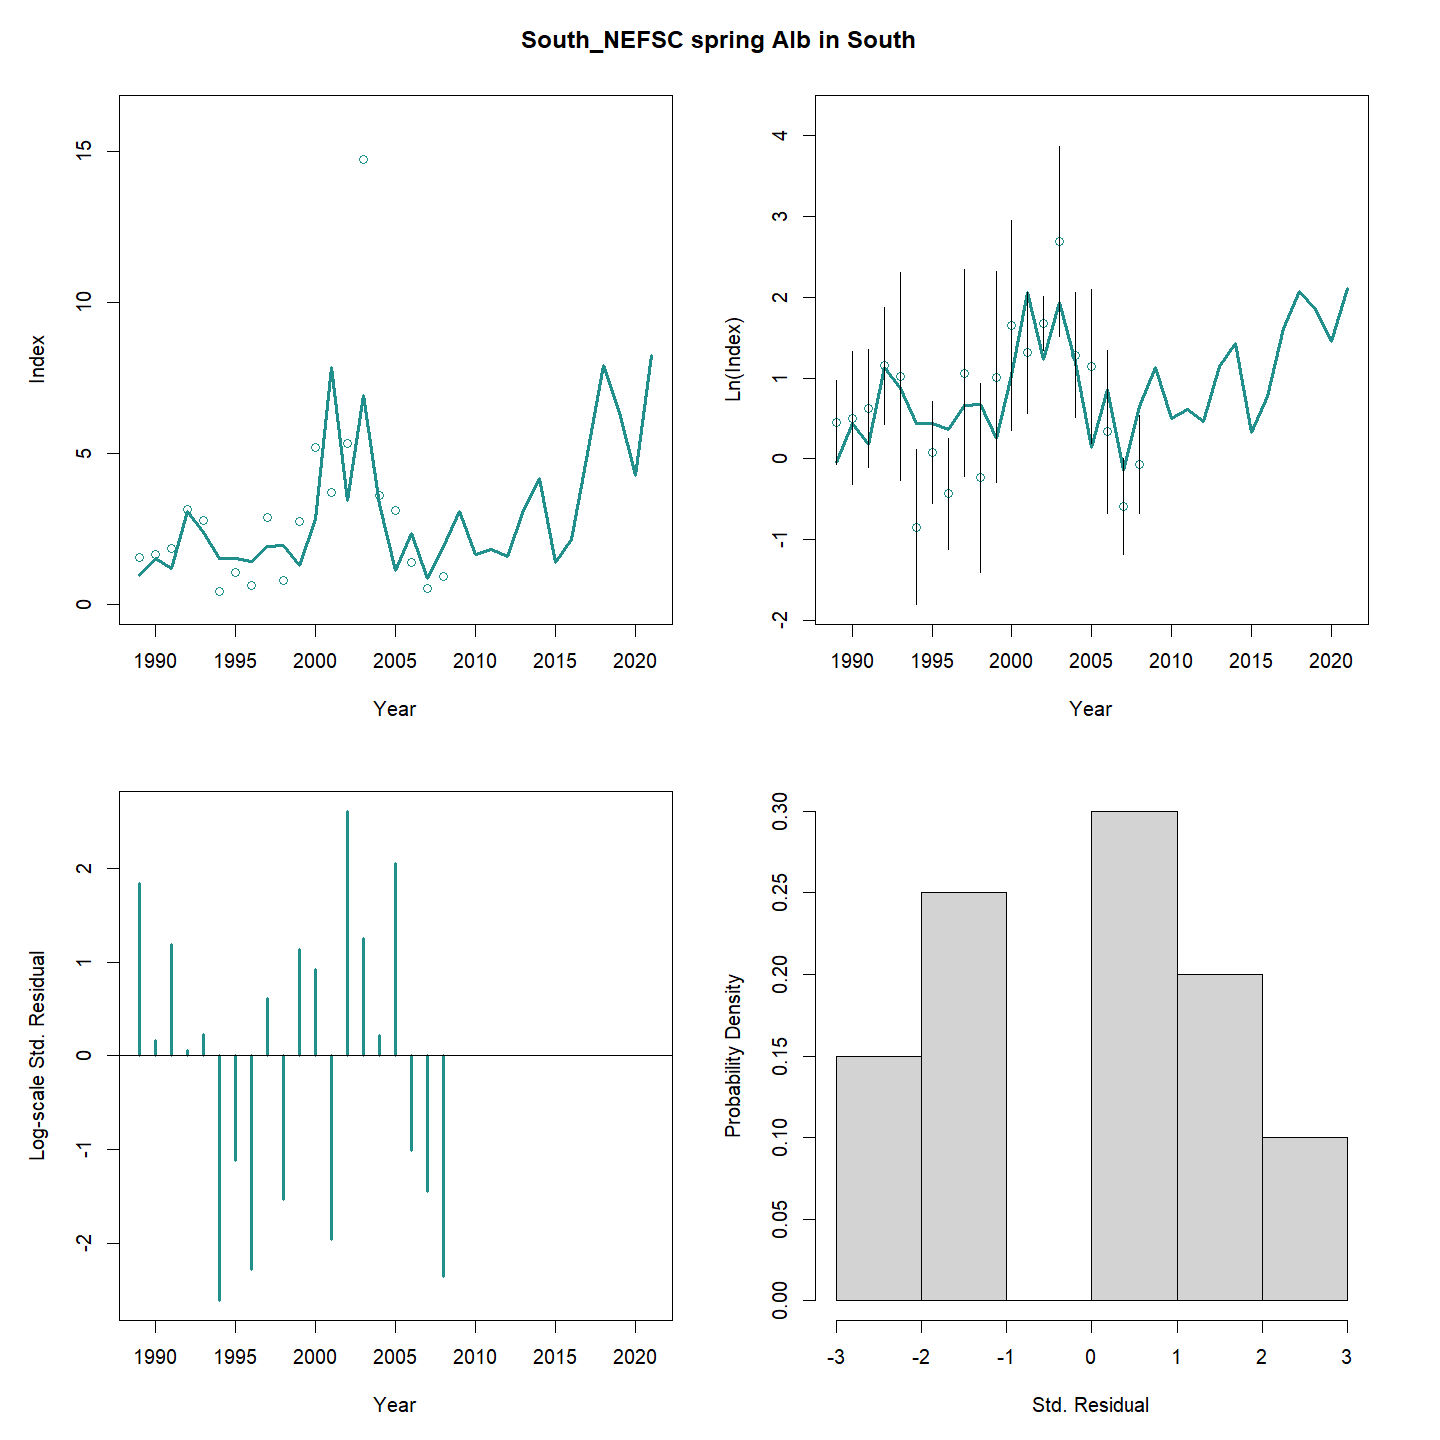 South_NEFSC spring Alb in South
Index
0 5 10 15
1990 1995 2000 2005 2010 2015 2020
Year
Ln(Index)
-2 -1 0 1 2 3 4
1990 1995 2000 2005 2010 2015 2020
Year
Log-scale Std. Residual
-2 -1 0 1 2
1990 1995 2000 2005 2010 2015 2020
Year
Probability Density
0.00 0.05 0.10 0.15 0.20 0.25 0.30
-3 -2 -1 0 1 2 3
Std. Residual